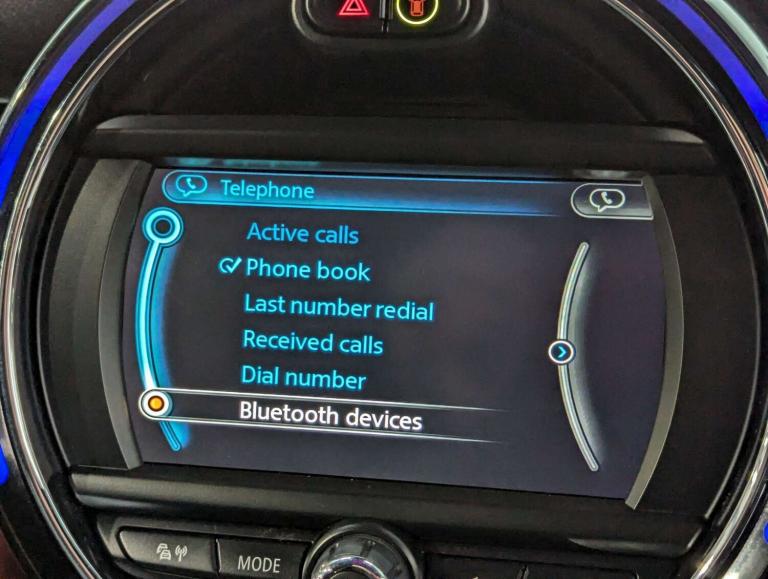 Telephone
Active calls
Phone book
Last number redial
Received calls
Dial number
Bluetooth devices
MODE